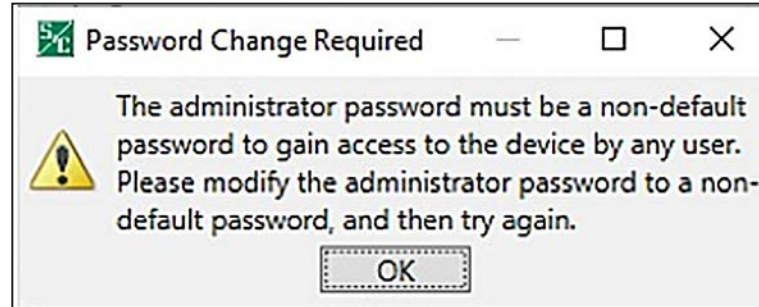 S&C Password Change Required
The administrator password must be a non-default
password to gain access to the device by any user.
Please modify the administrator password to a non-
default password, and then try again.
OK